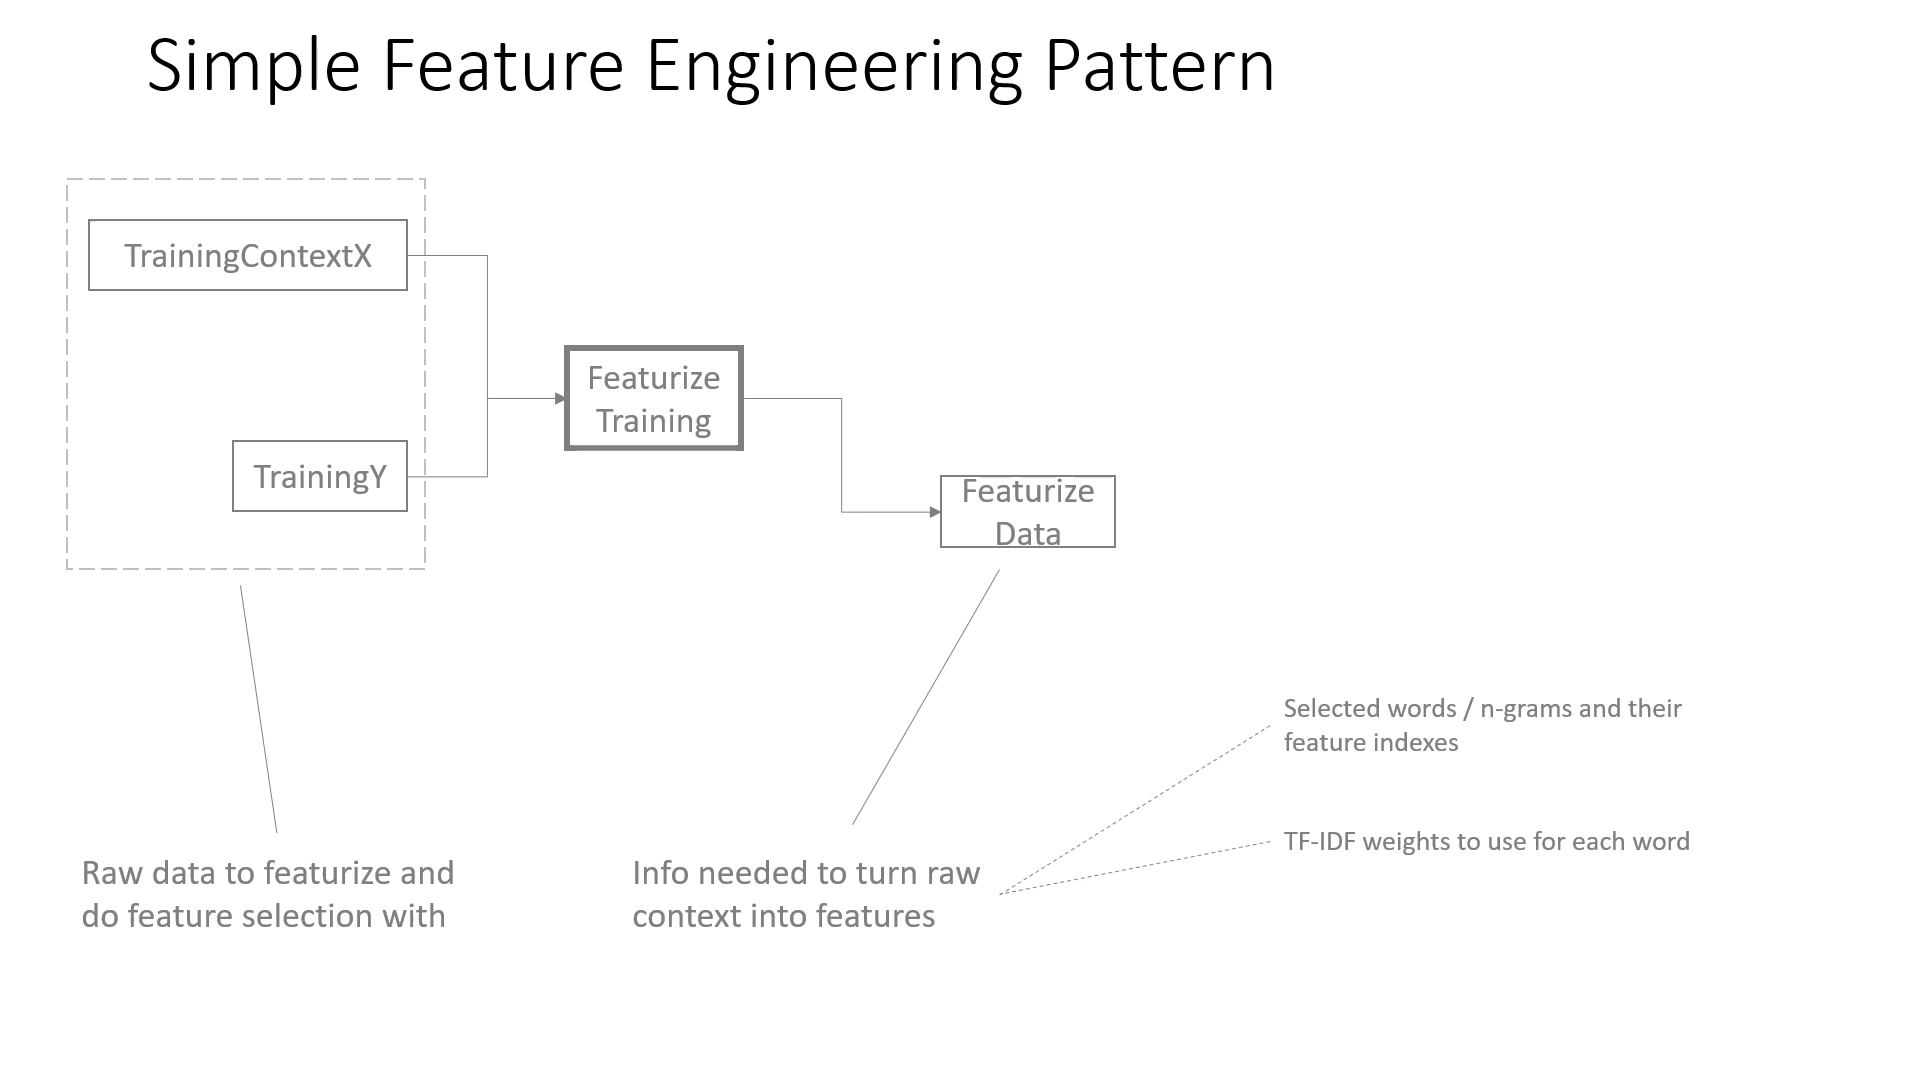 Simple Feature Engineering Pattern
TrainingContextX
Featurize
Training
TrainingY
Featurize
Data
Selected words / n-grams and their
feature indexes
TF-IDF weights to use for each word
Raw data to featurize and
do feature selection with
Info needed to turn raw
context into features